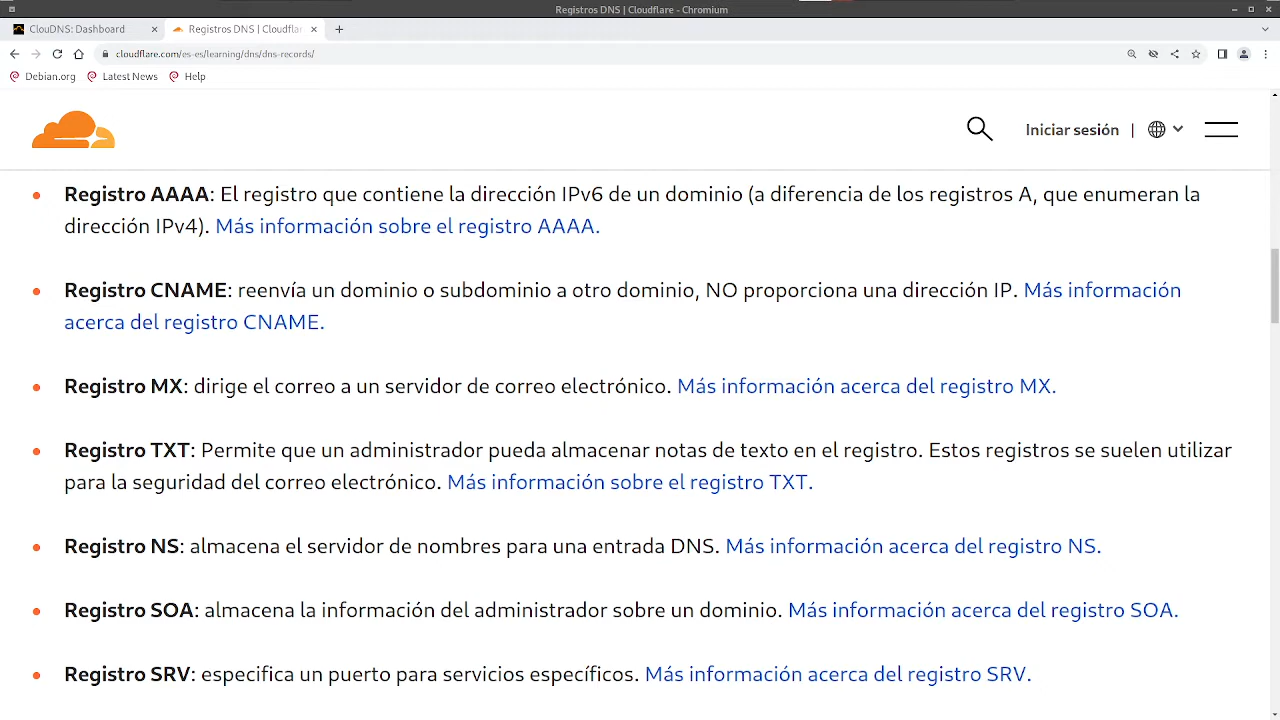 Registros DNS | Cloudflare - Chromium
ClouDNS: Dashboard
Registros DNS | Cloudflar
cloudflare.com/es-es/learning/dns/dns-records/
Debian.org
Latest News
Help
Iniciar sesión |
Registro AAAA: El registro que contiene la dirección IPv6 de un dominio (a diferencia de los registros A, que enumeran la
dirección IPv4). Más información sobre el registro AAAA.
Registro CNAME: reenvía un dominio o subdominio a otro dominio, NO proporciona una dirección IP. Más información
acerca del registro CNAME.
Registro MX: dirige el correo a un servidor de correo electrónico. Más información acerca del registro MX.
Registro TXT: Permite que un administrador pueda almacenar notas de texto en el registro. Estos registros se suelen utilizar
para la seguridad del correo electrónico. Más información sobre el registro TXT.
Registro NS: almacena el servidor de nombres para una entrada DNS. Más información acerca del registro NS.
Registro SOA: almacena la información del administrador sobre un dominio. Más información acerca del registro SOA.
Registro SRV: especifica un puerto para servicios específicos. Más información acerca del registro SRV.